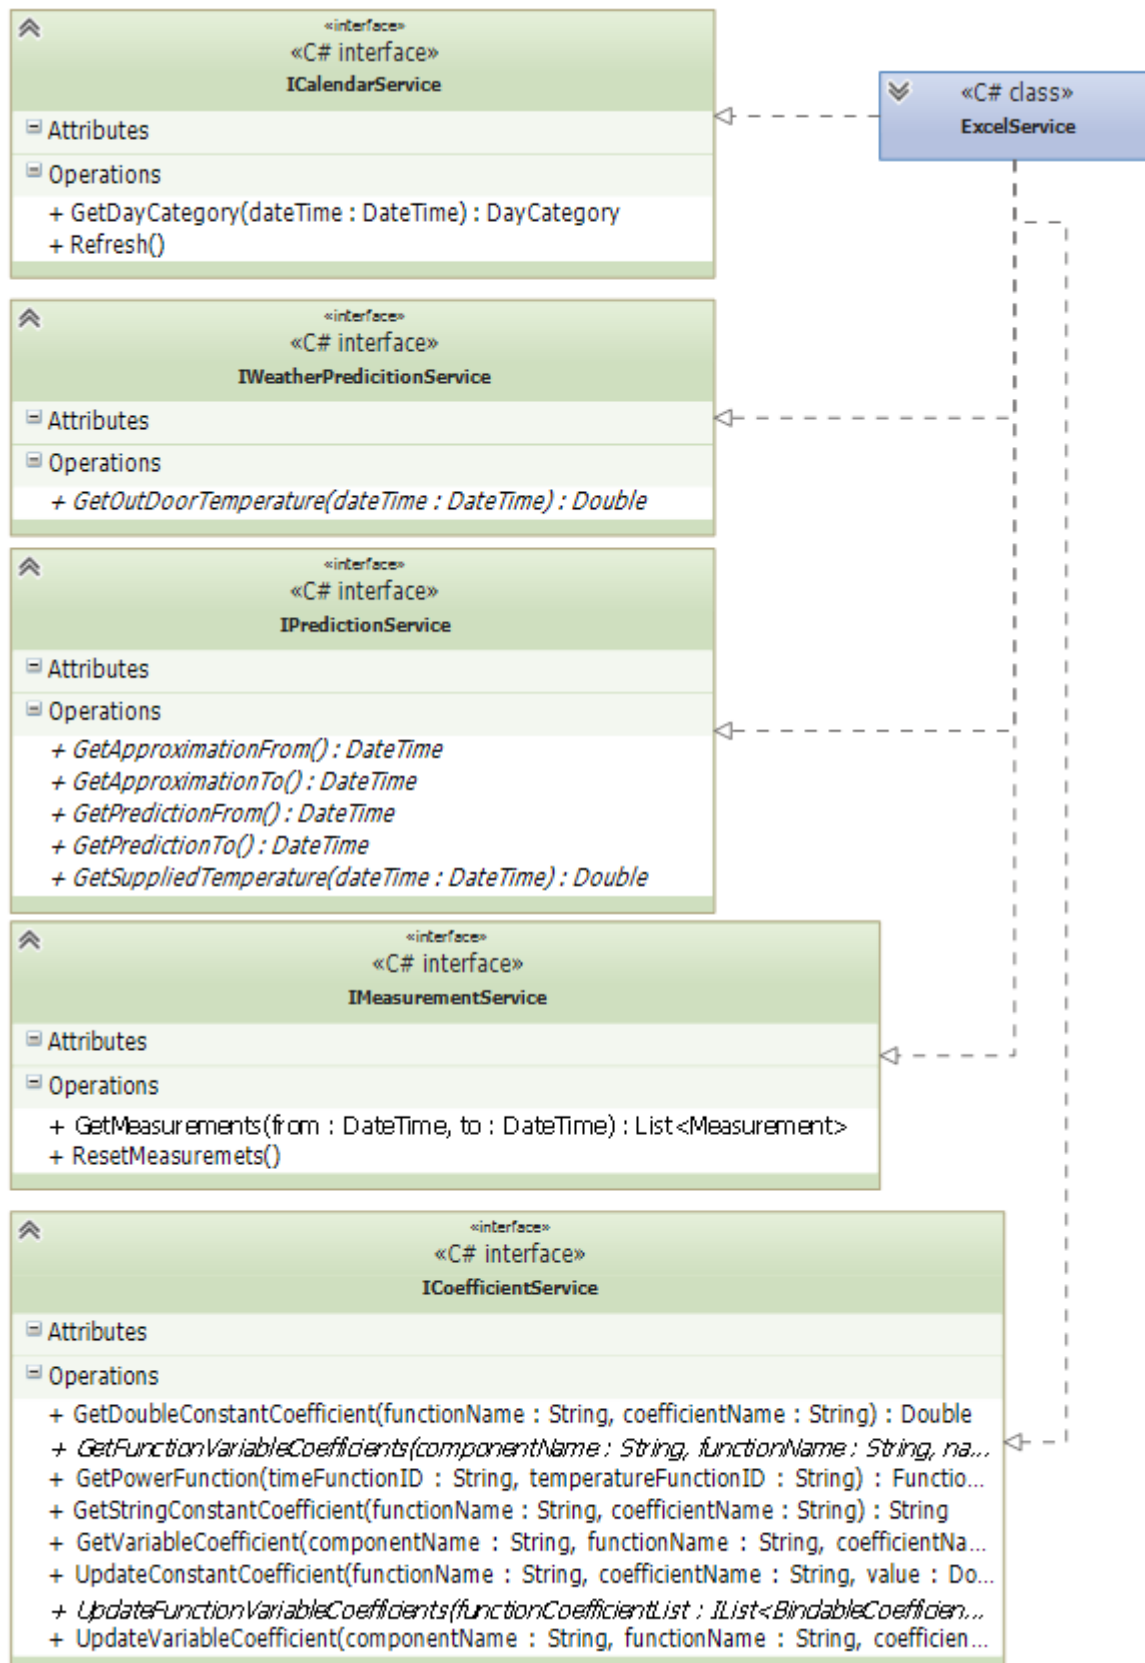 «interface»
«C# interface»
ICalendarService
Attributes
Operations
+ GetDayCategory(dateTime : DateTime) : DayCategory
+ Refresh()
«C# class»
ExcelService
«interface»
«C# interface»
IWeatherPredicitionService
Attributes
Operations
+ GetOutDoorTemperature(dateTime : DateTime) : Double
«interface»
«C# interface»
IPredictionService
Attributes
Operations
+ GetApproximationFrom() : DateTime
+ GetApproximationTo() : DateTime
+ GetPredictionFrom() : DateTime
+ GetPredictionTo() : DateTime
+ GetSuppliedTemperature(dateTime : DateTime) : Double
«interface»
«C# interface»
IMeasurementService
Attributes
Operations
+ GetMeasurements(from : DateTime, to : DateTime) : List<Measurement>
+ ResetMeasuremets()
«interface»
«C# interface»
ICoefficientService
Attributes
Operations
+ GetDoubleConstantCoefficient(functionName : String, coefficientName : String) : Double
+ GetFunctionVariableCoefficients(componentName : String, functionName : String, na...
+ GetPowerFunction(timeFunctionID : String, temperatureFunctionID : String) : Functio...
+ GetStringConstantCoefficient(functionName : String, coefficientName : String) : String
+ GetVariableCoefficient(componentName : String, functionName : String, coefficientNa...
+ UpdateConstantCoefficient(functionName : String, coefficientName : String, value : Do...
+ UpdateFunctionVariableCoefficients(functionCoefficientList : IList<BindableCoefficien...
+ UpdateVariableCoefficient(componentName : String, functionName : String, coefficien...